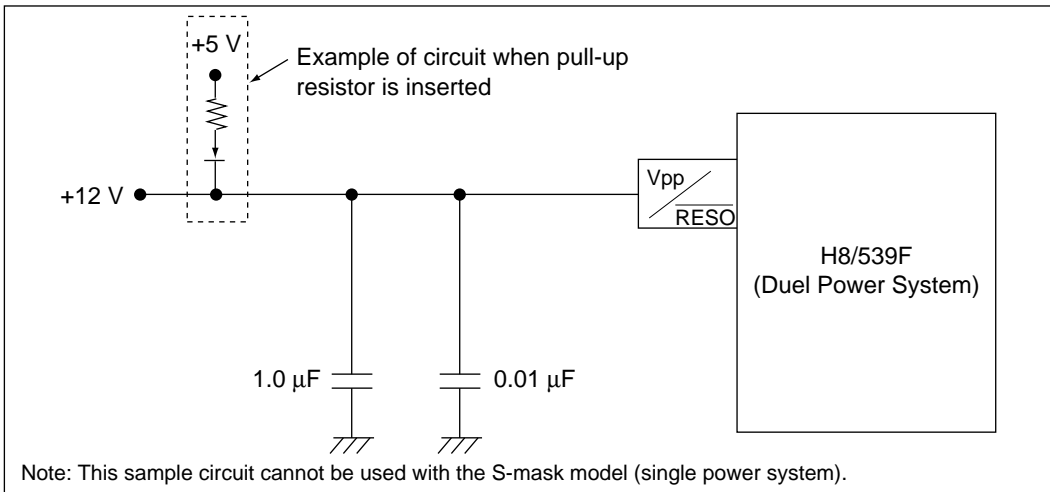 +5 V
Example of circuit when pull-up
resistor is inserted
+12 V
Vpp
RESO
H8/539F
(Duel Power System)
1.0 μF
0.01 μF
Note: This sample circuit cannot be used with the S-mask model (single power system).